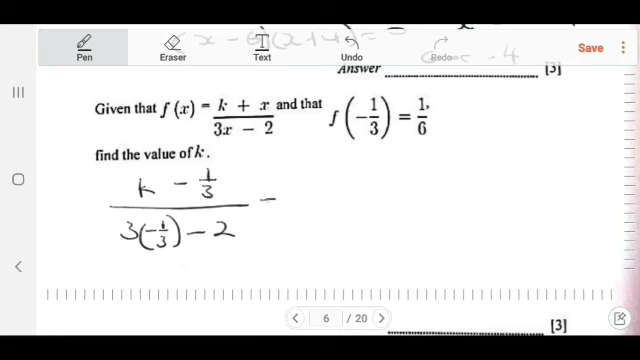 Pen
Eraser
Text
Undo
Redo
Save
Answer [3]
Given that f(x) = k + x / 3x − 2 and that f(−1/3) = 1/6
find the value of k.
k − 1/3 / 3(−1/3) − 2 =
6 / 20
[3]